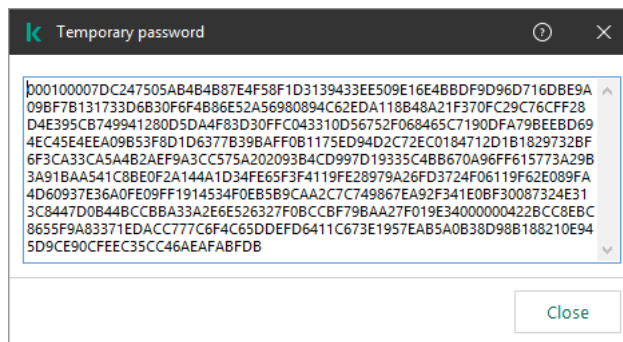 Temporary password
000100007DC247505AB4B4B87E4F58F1D3139433EE509E16E4BBDF9D96D716DBE9A
09BF7B131733D6B30F6F4B86E52A56980894C62EDA118B48A21F370FC29C76CFF28
D4E395CB749941280D5DA4F83D30FFC043310D56752F068465C7190DFA79BEEBD69
4EC45E4EEA09B53F8D1D6377B39BAFF0B1175ED94D2C72EC0184712D1B1829732BF
6F3CA33CA5A4B2AEF9A3CC575A202093B4CD997D19335C4BB670A96FF615773A29B
3A91BAA541C8BE0F2A144A1D34FE65F3F4119FE28979A26FD3724F06119F62E089FA
4D60937E36A0FE09FF1914534F0EB5B9CAA2C7C749867EA92F341E0BF30087324E31
3C8447D0B44BCCBBA33A2E6E526327F0BCCBF79BAA27F019E34000000422BCC8EBC
8655F9A83371EDACC777C6F4C65DDEFD6411C673E1957EAB5A0B38D98B188210E94
5D9CE90CFEEC35CC46AEAFABFDB
Close